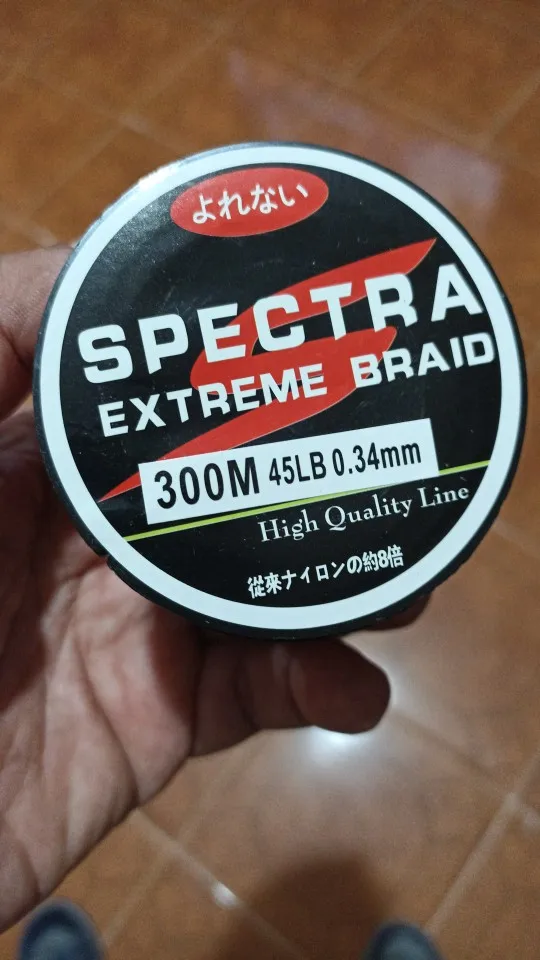 よれない
SPECTRA
EXTREME BRAID
300M 45LB 0.34mm
High Quality Line
従來ナイロンの約8倍